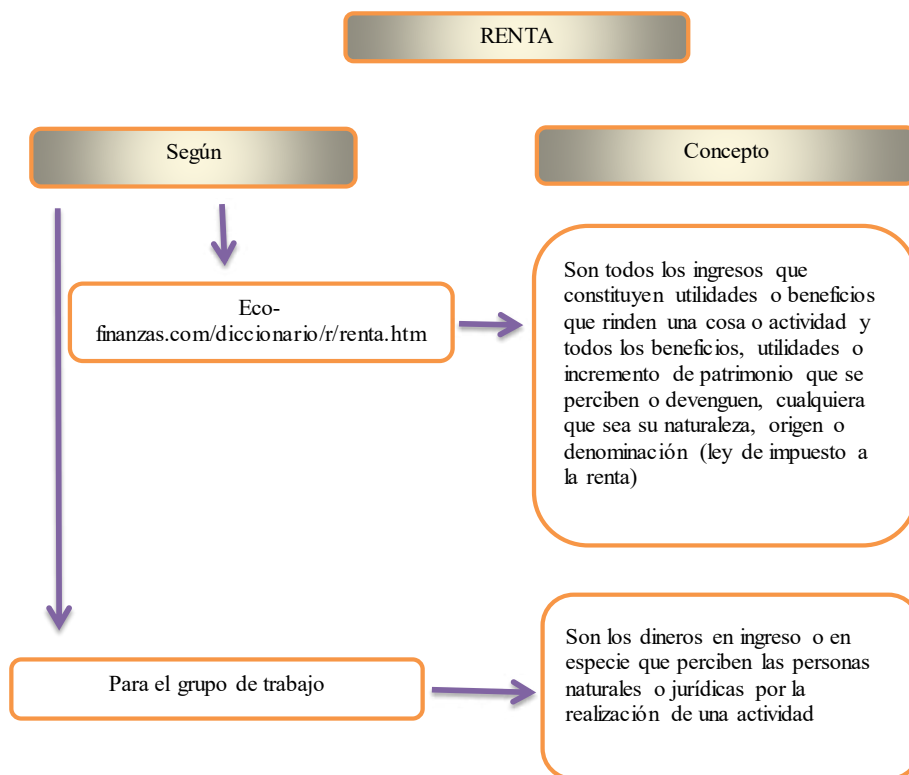 RENTA
Según
Concepto
Eco-
finanzas.com/diccionario/r/renta.htm
Son todos los ingresos que
constituyen utilidades o beneficios
que rinden una cosa o actividad y
todos los beneficios, utilidades o
incremento de patrimonio que se
perciben o devenguen, cualquiera
que sea su naturaleza, origen o
denominación (ley de impuesto a
la renta)
Para el grupo de trabajo
Son los dineros en ingreso o en
especie que perciben las personas
naturales o jurídicas por la
realización de una actividad